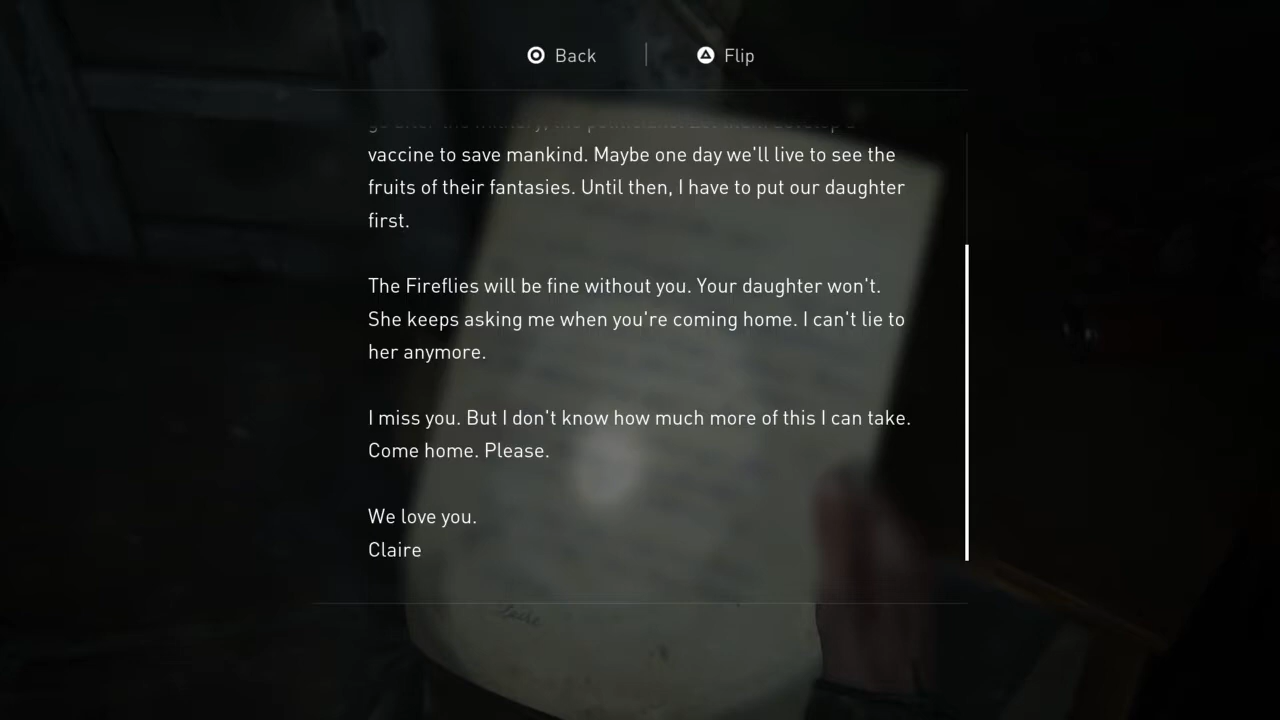 Back
Flip
vaccine to save mankind. Maybe one day we'll live to see the
fruits of their fantasies. Until then, I have to put our daughter
first.
The Fireflies will be fine without you. Your daughter won't.
She keeps asking me when you're coming home. I can't lie to
her anymore.
I miss you. But I don't know how much more of this I can take.
Come home. Please.
We love you.
Claire
Claire